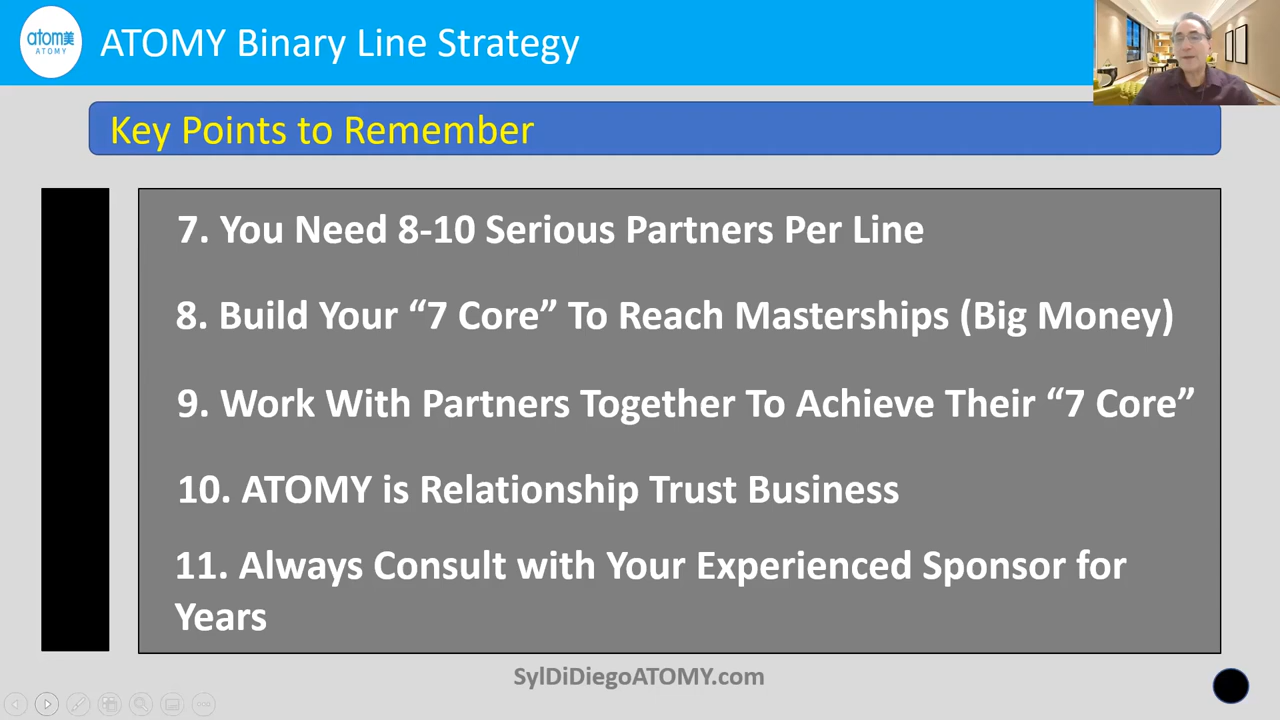 atom美
ATOMY
ATOMY Binary Line Strategy
Key Points to Remember
7. You Need 8-10 Serious Partners Per Line
8. Build Your “7 Core” To Reach Masterships (Big Money)
9. Work With Partners Together To Achieve Their “7 Core”
10. ATOMY is Relationship Trust Business
11. Always Consult with Your Experienced Sponsor for
Years
SylDiDiegoATOMY.com